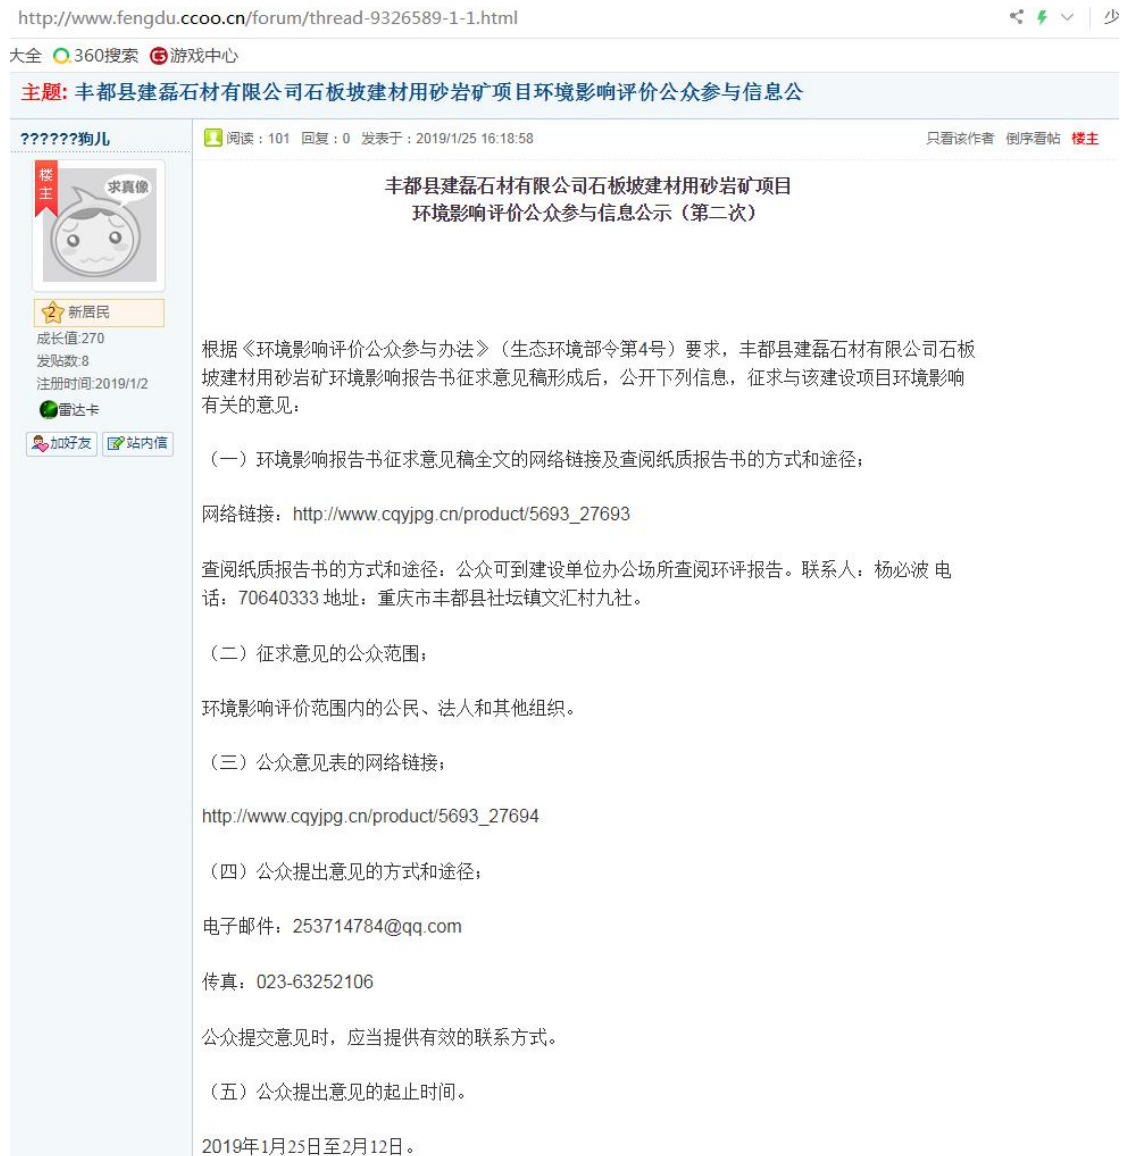 http://www.fengdu.ccoo.cn/forum/thread-9326589-1-1.html
大全 360搜索 游戏中心
主题: 丰都县建磊石材有限公司石板坡建材用砂岩矿项目环境影响评价公众参与信息公
??????狗儿
阅读：101 回复：0 发表于：2019/1/25 16:18:58
只看该作者 倒序看帖 楼主
楼主
求真像
2 新居民
成长值:270
发贴数:8
注册时间:2019/1/2
雷达卡
加好友 站内信
丰都县建磊石材有限公司石板坡建材用砂岩矿项目
环境影响评价公众参与信息公示（第二次）
根据《环境影响评价公众参与办法》（生态环境部令第4号）要求，丰都县建磊石材有限公司石板
坡建材用砂岩矿环境影响报告书征求意见稿形成后，公开下列信息，征求与该建设项目环境影响
有关的意见：
（一）环境影响报告书征求意见稿全文的网络链接及查阅纸质报告书的方式和途径；
网络链接：http://www.cqyjpg.cn/product/5693_27693
查阅纸质报告书的方式和途径：公众可到建设单位办公场所查阅环评报告。联系人：杨必波 电
话：70640333 地址：重庆市丰都县社坛镇文汇村九社。
（二）征求意见的公众范围；
环境影响评价范围内的公民、法人和其他组织。
（三）公众意见表的网络链接；
http://www.cqyjpg.cn/product/5693_27694
（四）公众提出意见的方式和途径；
电子邮件：253714784@qq.com
传真：023-63252106
公众提交意见时，应当提供有效的联系方式。
（五）公众提出意见的起止时间。
2019年1月25日至2月12日。